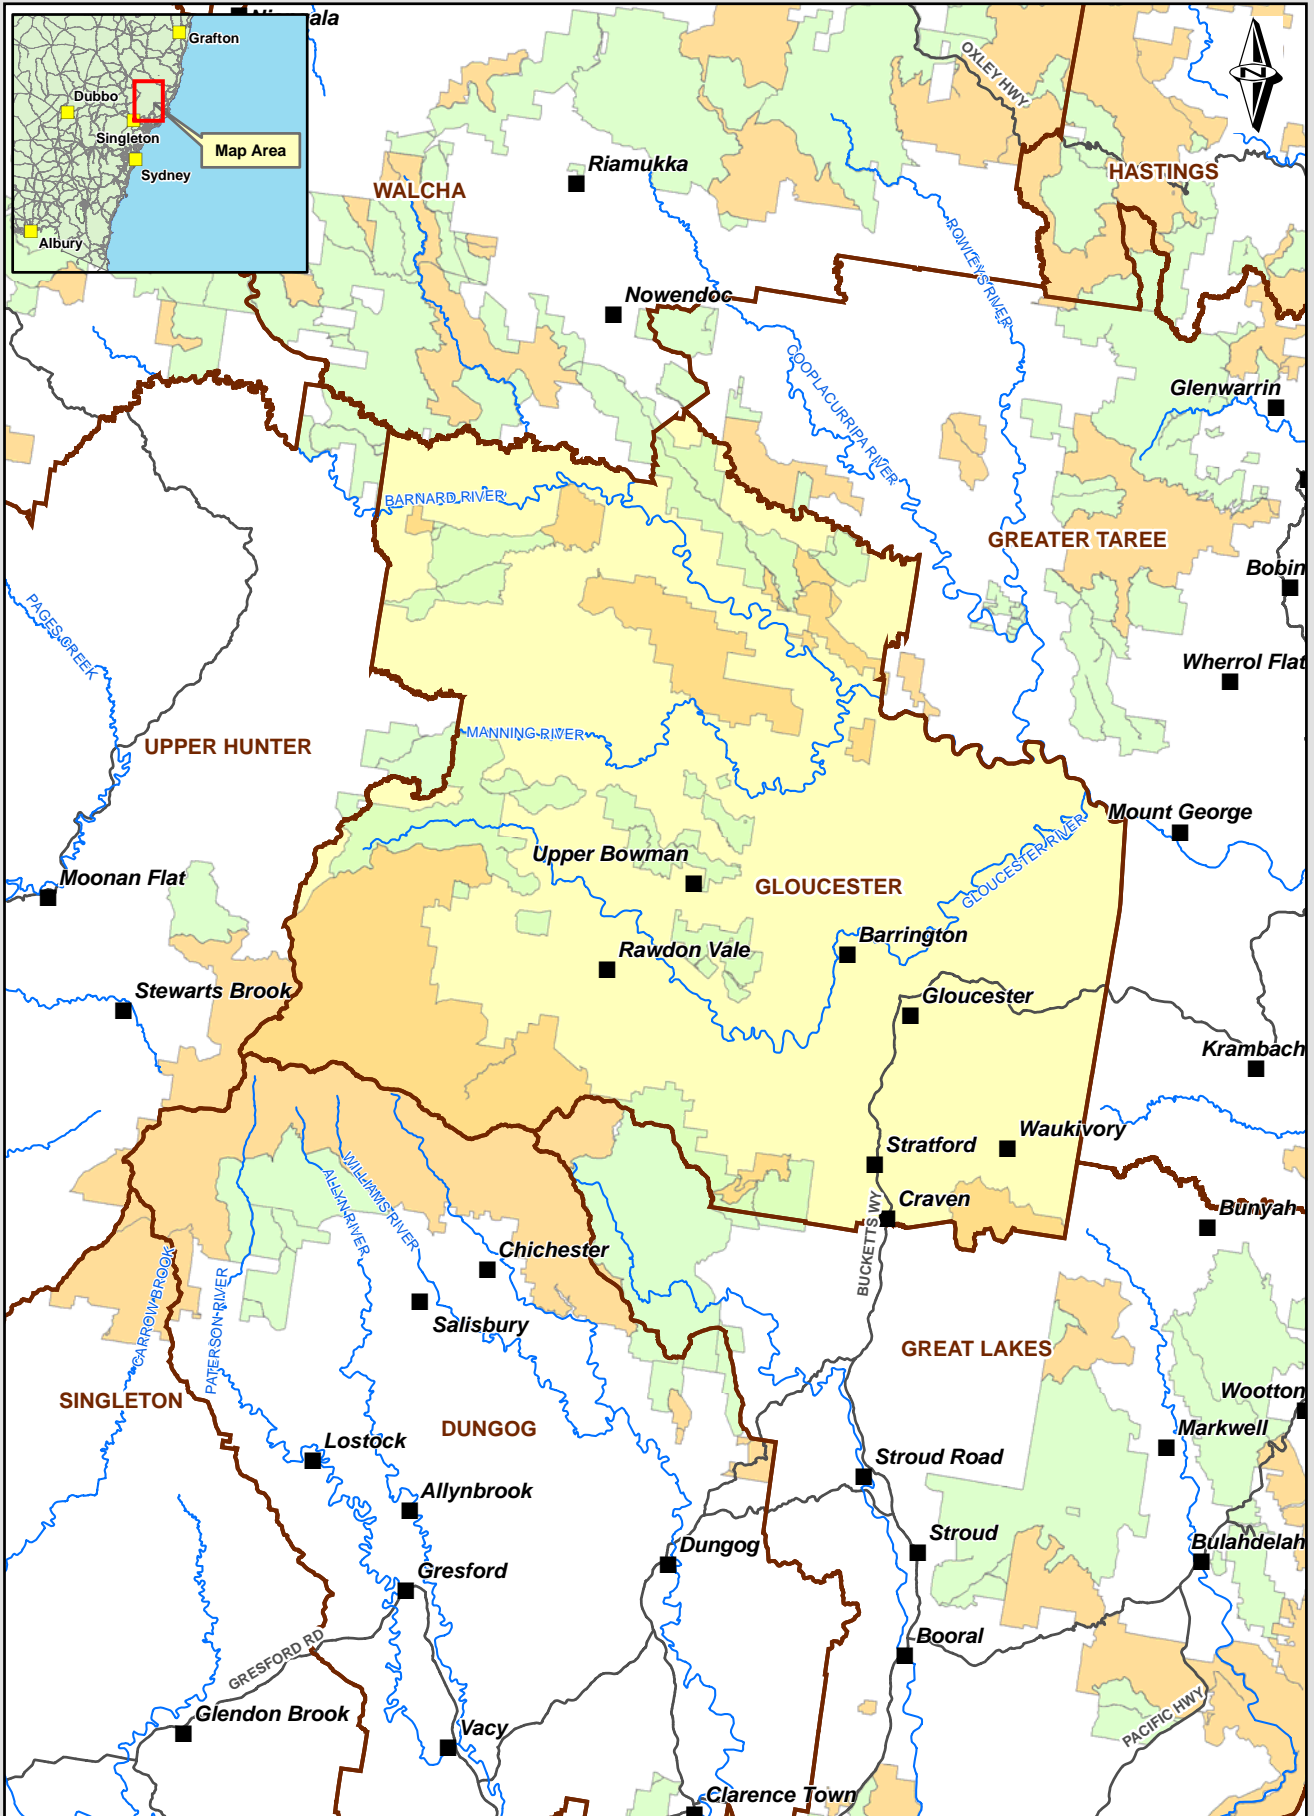 Grafton
Dubbo
Singleton
Map Area
Sydney
Albury
OXLEY HWY
N
HASTINGS
Riamukka
WALCHA
ROWLEYS RIVER
Nowendoc
COOPLACURRIPA RIVER
Glenwarrin
BARNARD RIVER
GREATER TAREE
Bobin
PAGES CREEK
Wherrol Flat
MANNING RIVER
UPPER HUNTER
Mount George
GLOUCESTER RIVER
Upper Bowman
Moonan Flat
GLOUCESTER
Barrington
Rawdon Vale
Stewarts Brook
Gloucester
Krambach
Waukivory
Stratford
WILLIAMS RIVER
ALLYN RIVER
Craven
BUCKETTS WY
Bunyah
Chichester
CARROW BROOK
PATERSON RIVER
Salisbury
GREAT LAKES
SINGLETON
Wootton
DUNGOG
Markwell
Lostock
Stroud Road
Allynbrook
Stroud
Dungog
Bulahdelah
Gresford
Booral
GRESFORD RD
Glendon Brook
PACIFIC HWY
Vacy
Clarence Town